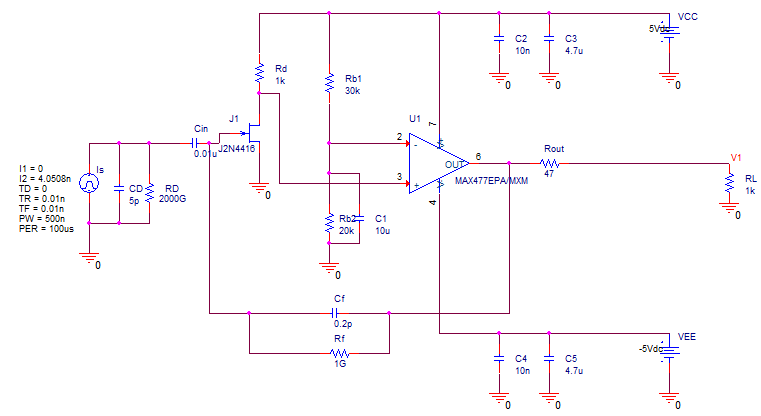 VCC
5Vdc
C2
10n
C3
4.7u
0
0
0
Rd
1k
Rb1
30k
J1
J2N4416
U1
7
Cin
0.01u
I1 = 0
I2 = 4.0508n
TD = 0
TR = 0.01n
TF = 0.01n
PW = 500n
PER = 100us
Is
CD
5p
RD
2000G
0
0
2
-
3
+
OUT
6
MAX477EPA/MXM
4
Rout
47
V1
RL
1k
0
Rb2
20k
C1
10u
0
Cf
0.2p
Rf
1G
VEE
-5Vdc
C4
10n
C5
4.7u
0
0
0